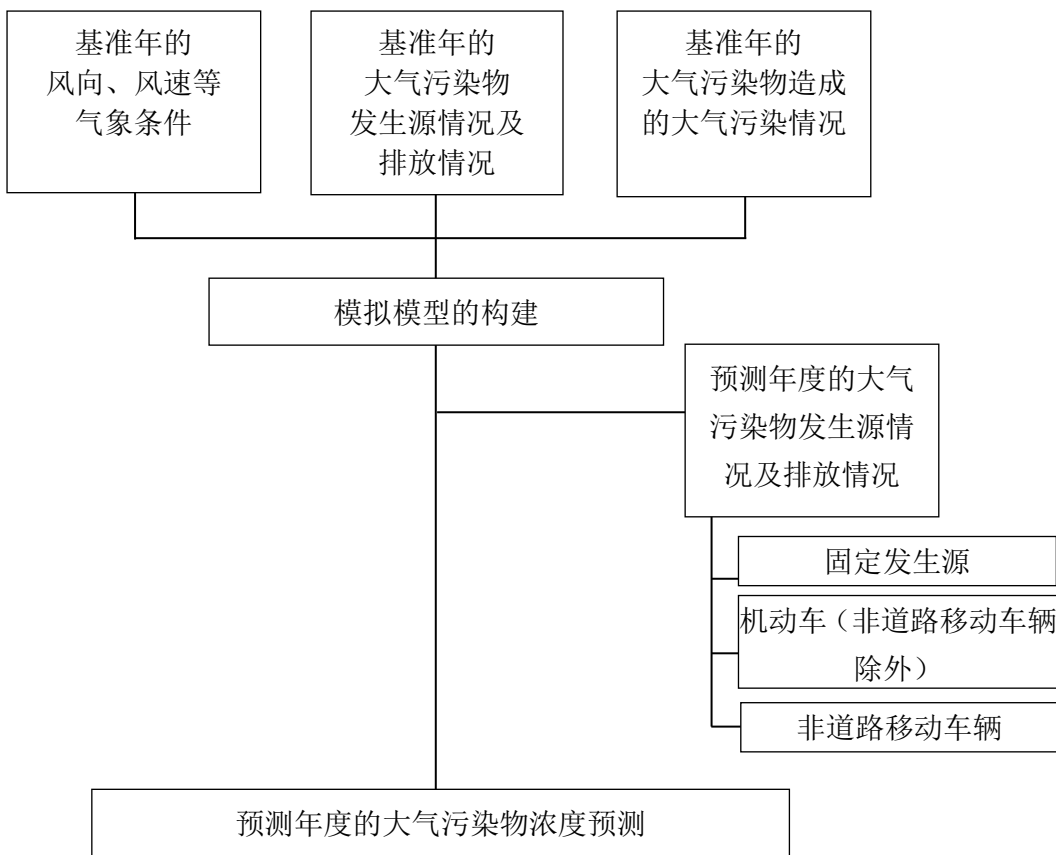 基准年的
风向、风速等
气象条件
基准年的
大气污染物
发生源情况及
排放情况
基准年的
大气污染物造成
的大气污染情况
模拟模型的构建
预测年度的大气
污染物发生源情
况及排放情况
固定发生源
机动车（非道路移动车辆
除外）
非道路移动车辆
预测年度的大气污染物浓度预测